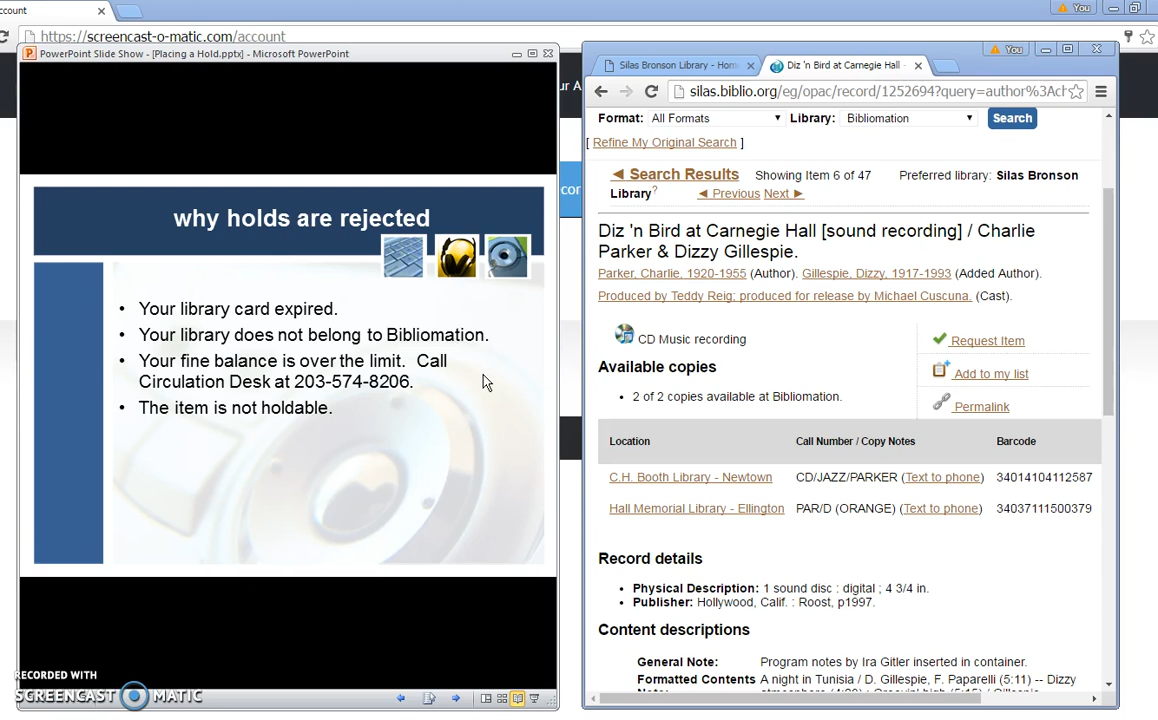 ccount
You
https://screencast-o-matic.com/account
PowerPoint Slide Show - [Placing a Hold.pptx] - Microsoft PowerPoint
ur A
cor
why holds are rejected
• Your library card expired.
• Your library does not belong to Bibliomation.
• Your fine balance is over the limit.  Call
Circulation Desk at 203-574-8206.
• The item is not holdable.
RECORDED WITH
SCREENCAST MATIC
You
Silas Bronson Library - Hom
Diz 'n Bird at Carnegie Hall -
silas.biblio.org/eg/opac/record/1252694?query=author%3Acl
Format: All Formats Library: Bibliomation Search
[ Refine My Original Search ]
◄ Search Results Showing Item 6 of 47 Preferred library: Silas Bronson
Library? ◄ Previous Next ►
Diz 'n Bird at Carnegie Hall [sound recording] / Charlie
Parker & Dizzy Gillespie.
Parker, Charlie, 1920-1955 (Author). Gillespie, Dizzy, 1917-1993 (Added Author).
Produced by Teddy Reig; produced for release by Michael Cuscuna. (Cast).
CD Music recording
Request Item
Available copies
Add to my list
• 2 of 2 copies available at Bibliomation.
Permalink
Location Call Number / Copy Notes Barcode
C.H. Booth Library - Newtown CD/JAZZ/PARKER (Text to phone) 34014104112587
Hall Memorial Library - Ellington PAR/D (ORANGE) (Text to phone) 34037111500379
Record details
• Physical Description: 1 sound disc : digital ; 4 3/4 in.
• Publisher: Hollywood, Calif. : Roost, p1997.
Content descriptions
General Note: Program notes by Ira Gitler inserted in container.
Formatted Contents A night in Tunisia / D. Gillespie, F. Paparelli (5:11) -- Dizzy